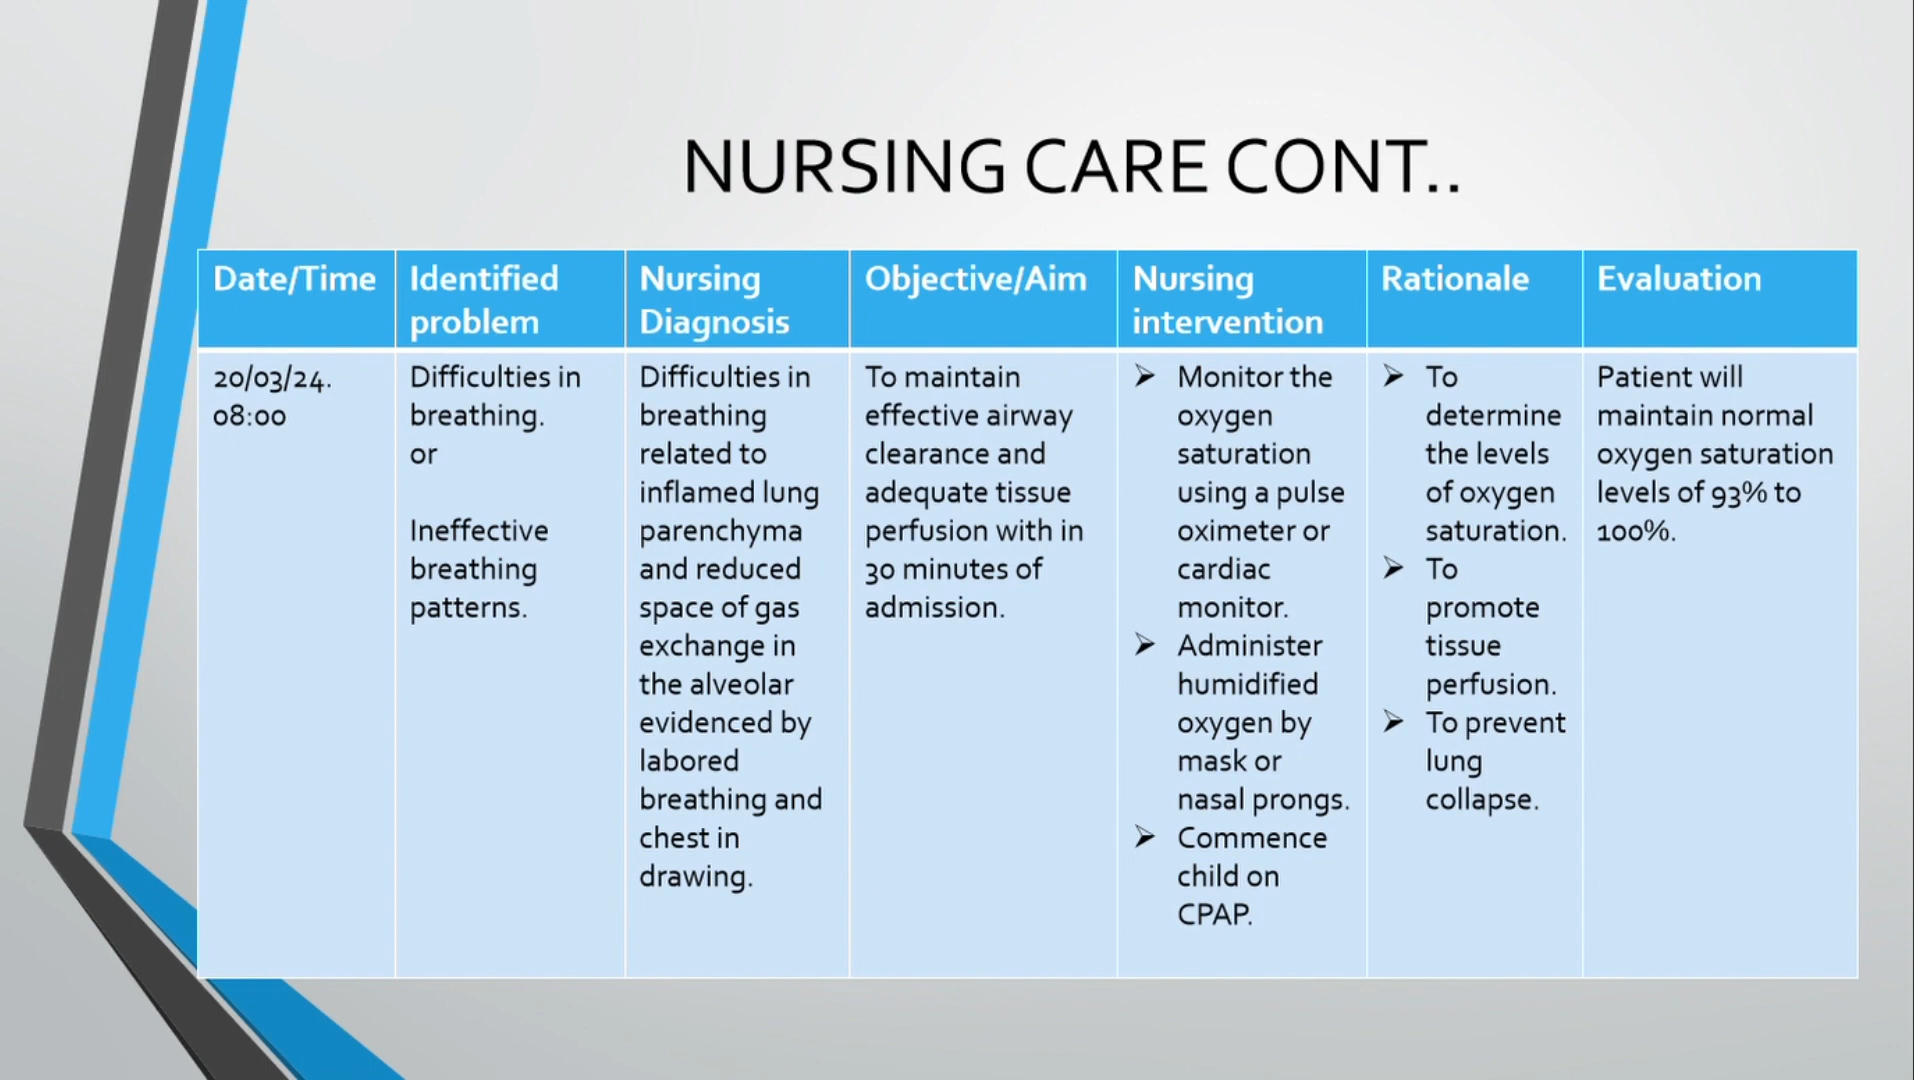 NURSING CARE CONT..
Date/Time
Identified
problem
Nursing
Diagnosis
Objective/Aim
Nursing
intervention
Rationale
Evaluation
20/03/24.
08:00
Difficulties in
breathing.
or
Ineffective
breathing
patterns.
Difficulties in
breathing
related to
inflamed lung
parenchyma
and reduced
space of gas
exchange in
the alveolar
evidenced by
labored
breathing and
chest in
drawing.
To maintain
effective airway
clearance and
adequate tissue
perfusion with in
30 minutes of
admission.
➢ Monitor the
oxygen
saturation
using a pulse
oximeter or
cardiac
monitor.
➢ Administer
humidified
oxygen by
mask or
nasal prongs.
➢ Commence
child on
CPAP.
➢ To
determine
the levels
of oxygen
saturation.
➢ To
promote
tissue
perfusion.
➢ To prevent
lung
collapse.
Patient will
maintain normal
oxygen saturation
levels of 93% to
100%.